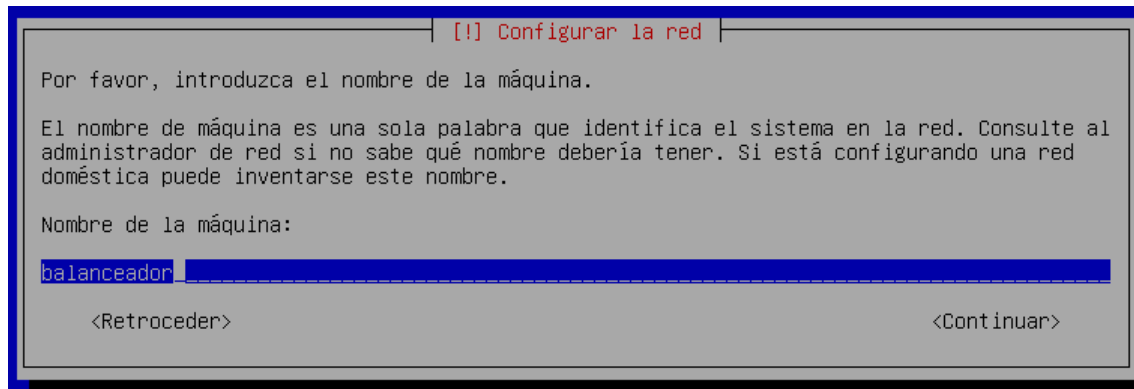 [!] Configurar la red
Por favor, introduzca el nombre de la máquina.
El nombre de máquina es una sola palabra que identifica el sistema en la red. Consulte al
administrador de red si no sabe qué nombre debería tener. Si está configurando una red
doméstica puede inventarse este nombre.
Nombre de la máquina:
balanceador
<Retroceder> <Continuar>